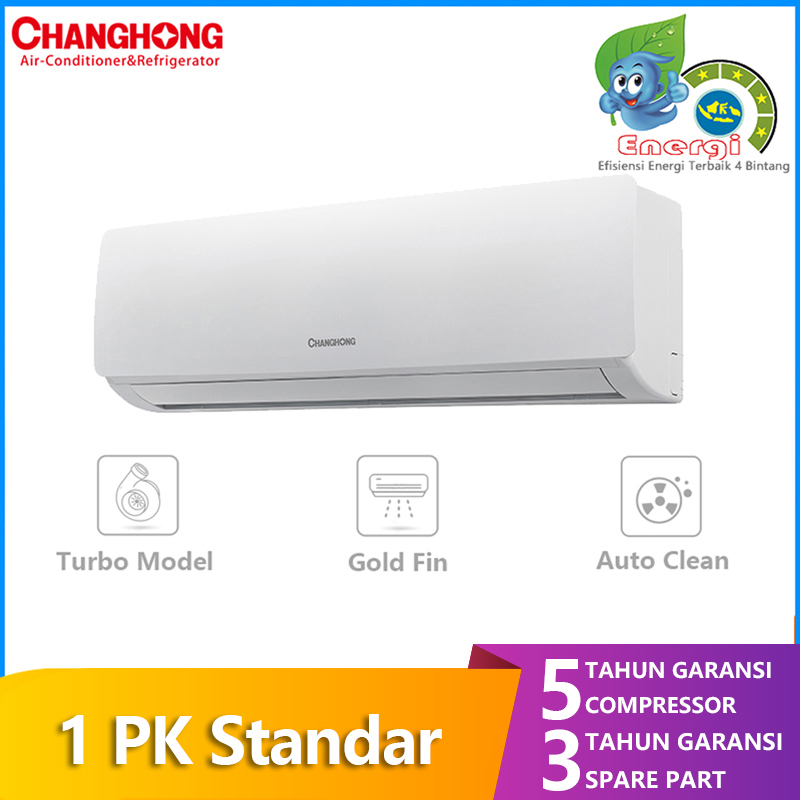 CHANGHONG
Air-Conditioner&Refrigerator
Energi
Efisiensi Energi Terbaik 4 Bintang
CHANGHONG
Turbo Model
Gold Fin
Auto Clean
1 PK Standar
5 TAHUN GARANSI
COMPRESSOR
3 TAHUN GARANSI
SPARE PART